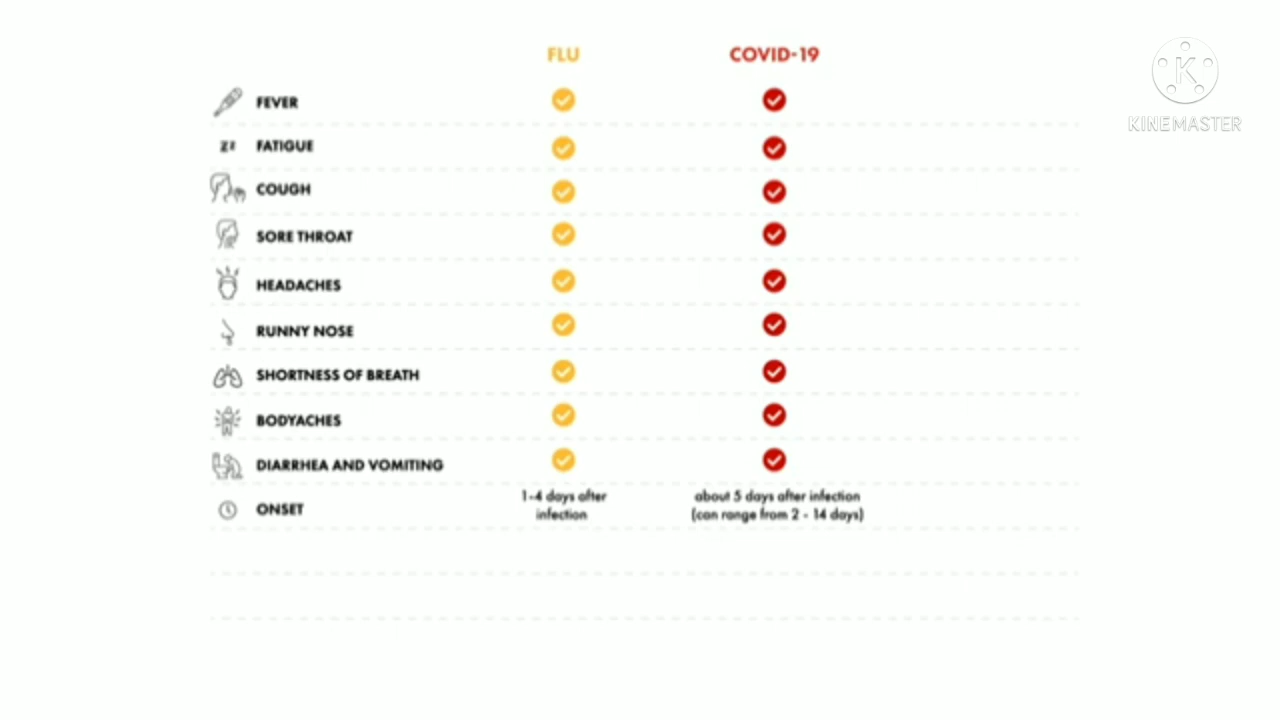 FLU COVID-19
FEVER
zz FATIGUE
COUGH
SORE THROAT
HEADACHES
RUNNY NOSE
SHORTNESS OF BREATH
BODYACHES
DIARRHEA AND VOMITING
ONSET
1-4 days after
infection
about 5 days after infection
(can range from 2 - 14 days)
K
KINEMASTER